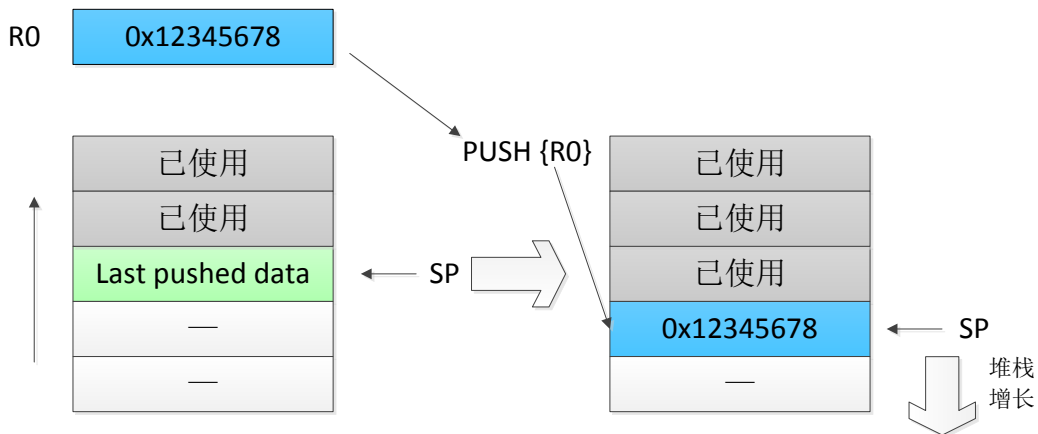 R0 0x12345678
已使用
已使用
Last pushed data
—
—
SP
PUSH {R0}
已使用
已使用
已使用
0x12345678
—
SP
堆栈
增长